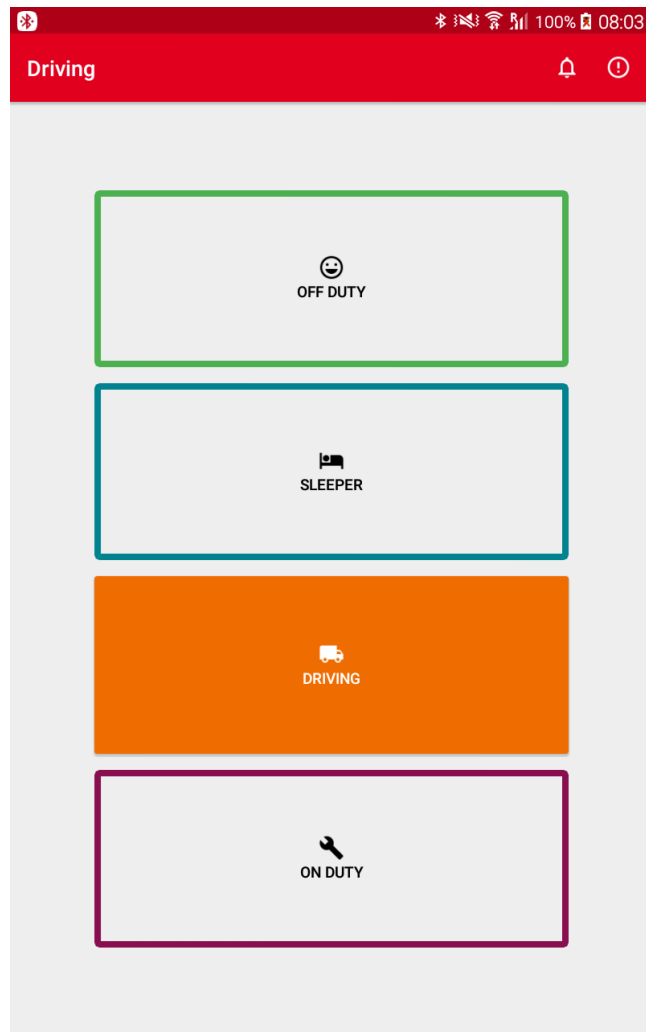 100% 08:03
Driving
OFF DUTY
SLEEPER
DRIVING
ON DUTY